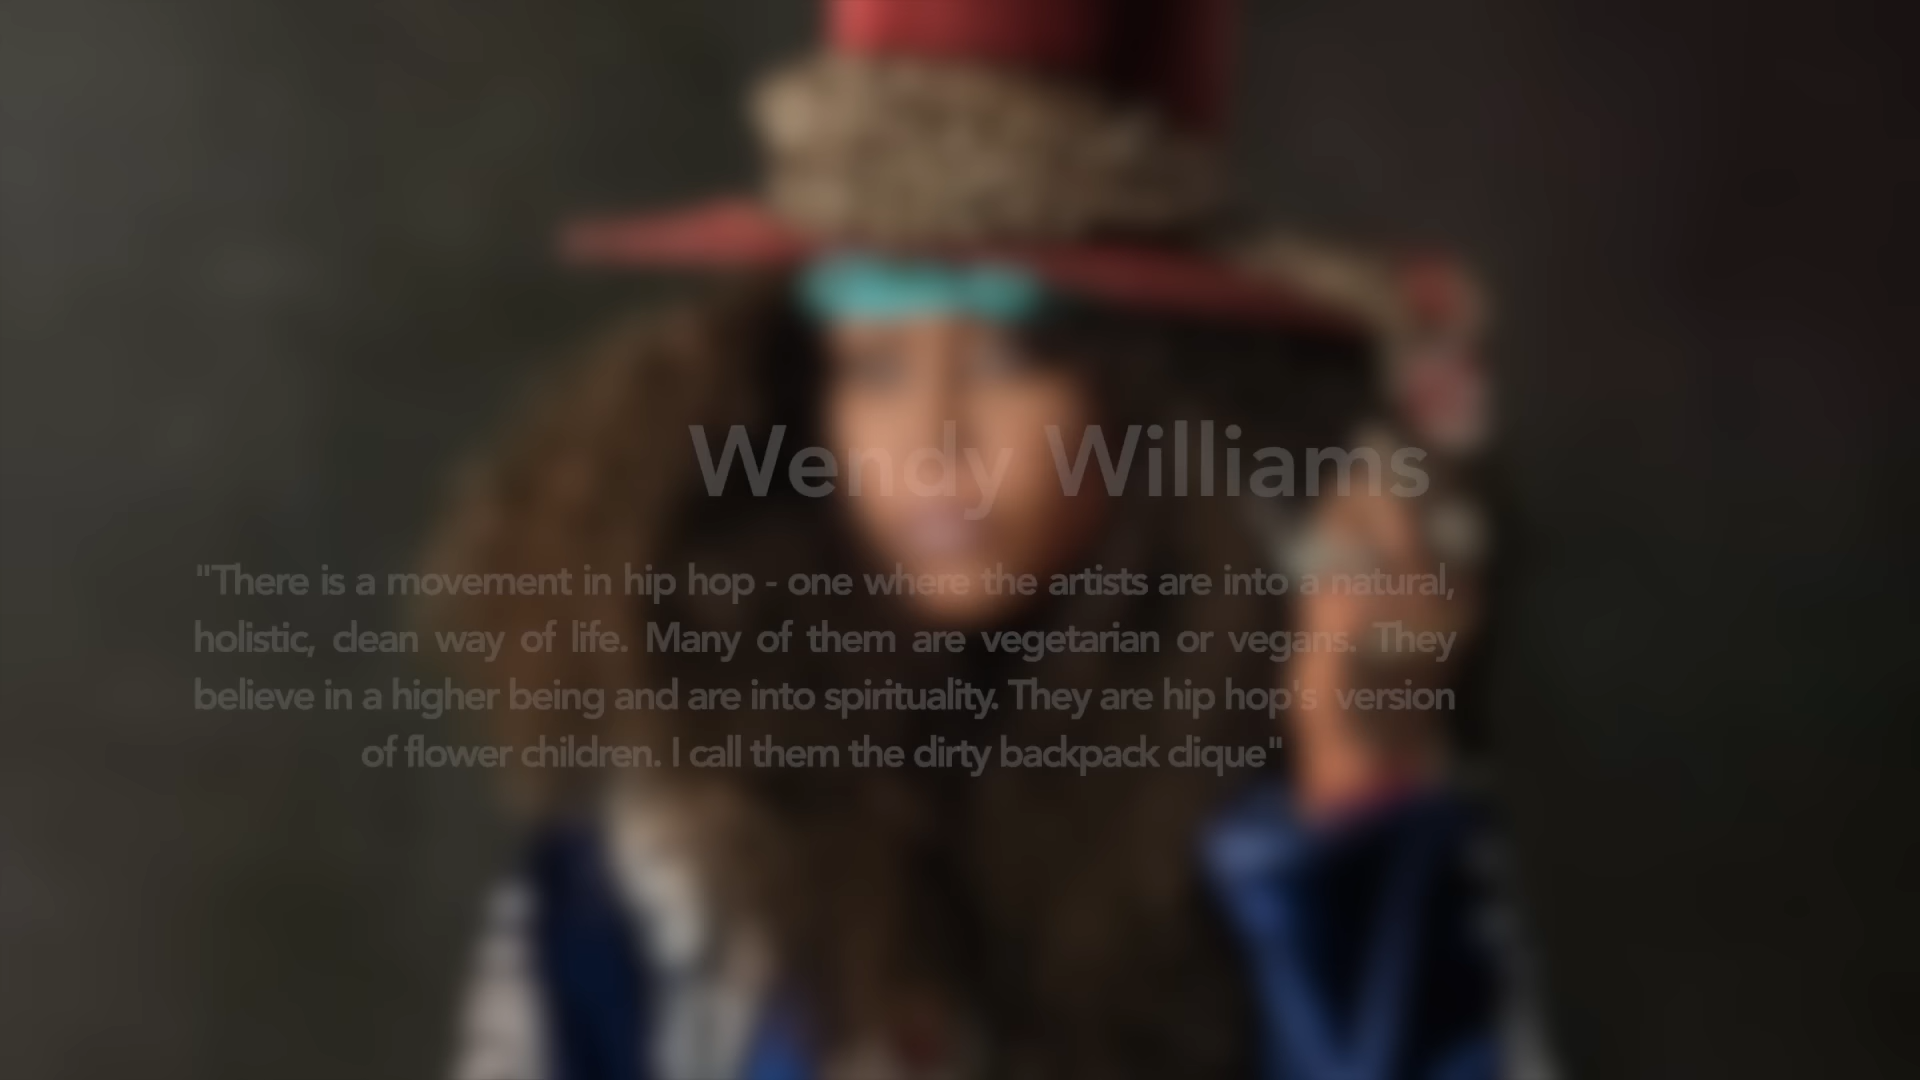 Wendy Williams
"There is a movement in hip hop - one where the artists are into a natural,
holistic, clean way of life. Many of them are vegetarian or vegans. They
believe in a higher being and are into spirituality. They are hip hop's version
of flower children. I call them the dirty backpack clique"